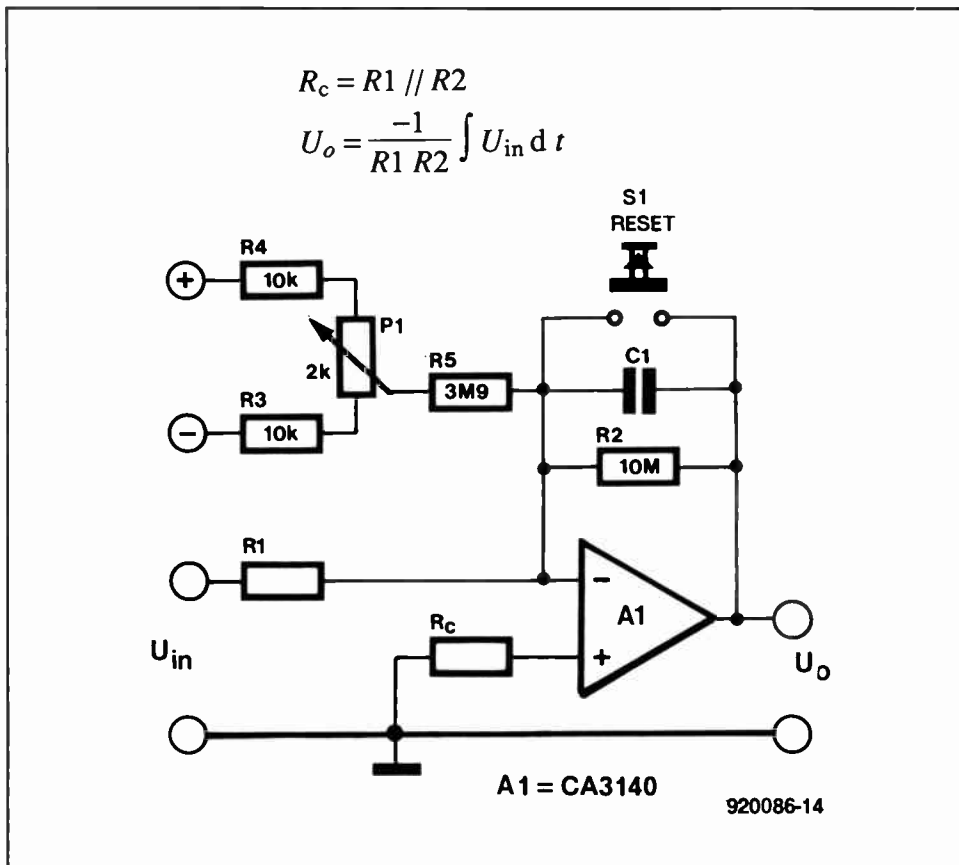 R_c = R1 // R2
U_o = -1 / R1 R2 ∫ U_in d t
S1
RESET
R4
10k
+
P1
2k
R5
3M9
C1
R3
10k
−
R2
10M
R1
−
A1
R_c
+
U_in
U_o
A1 = CA3140
920086-14